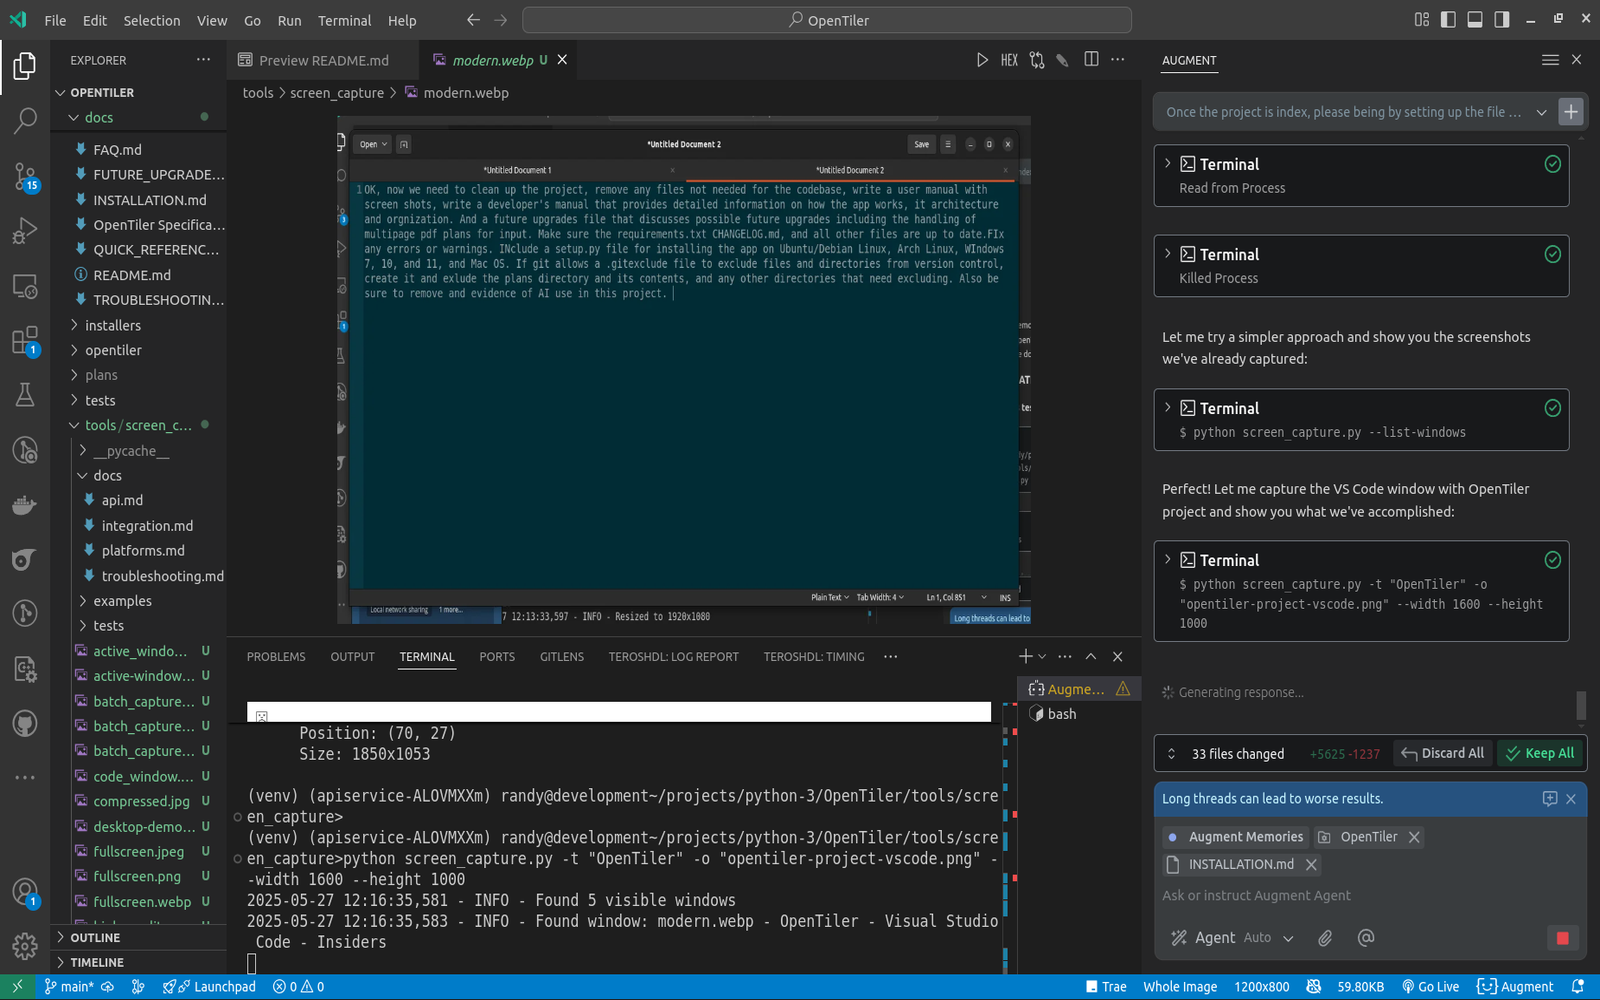 File Edit Selection View Go Run Terminal Help
OpenTiler
EXPLORER
OPENTILER
docs
FAQ.md
FUTURE_UPGRADE...
INSTALLATION.md
OpenTiler Specifica...
QUICK_REFERENC...
README.md
TROUBLESHOOTIN...
installers
opentiler
plans
tests
tools/screen_c...
__pycache__
docs
api.md
integration.md
platforms.md
troubleshooting.md
examples
tests
active_windo... U
active-window... U
batch_capture... U
batch_capture... U
batch_capture... U
code_window.... U
compressed.jpg U
desktop-demo... U
fullscreen.jpeg U
fullscreen.png U
fullscreen.webp U
OUTLINE
TIMELINE
15
1
1
Preview README.md
modern.webp U
HEX
tools > screen_capture > modern.webp
Open
*Untitled Document 2
Save
*Untitled Document 1
*Untitled Document 2
1 OK, now we need to clean up the project, remove any files not needed for the codebase, write a user manual with
screen shots, write a developer's manual that provides detailed information on how the app works, it architecture
and orgnization. And a future upgrades file that discusses possible future upgrades including the handling of
multipage pdf plans for input. Make sure the requirements.txt CHANGELOG.md, and all other files are up to date.FIx
any errors or warnings. INclude a setup.py file for installing the app on Ubuntu/Debian Linux, Arch Linux, WIndows
7, 10, and 11, and Mac OS. If git allows a .gitexclude file to exclude files and directories from version control,
create it and exlude the plans directory and its contents, and any other directories that need excluding. Also be
sure to remove and evidence of AI use in this project.
Plain Text Tab Width: 4 Ln 1, Col 851 INS
Local network sharing 1 more...
7 12:13:33,597 - INFO - Resized to 1920x1080
Long threads can lead to
PROBLEMS OUTPUT TERMINAL PORTS GITLENS TEROSHDL: LOG REPORT TEROSHDL: TIMING
Augme...
bash
Position: (70, 27)
Size: 1850x1053
(venv) (apiservice-ALOVMXXm) randy@development~/projects/python-3/OpenTiler/tools/scre
en_capture>
(venv) (apiservice-ALOVMXXm) randy@development~/projects/python-3/OpenTiler/tools/scre
en_capture>python screen_capture.py -t "OpenTiler" -o "opentiler-project-vscode.png" -
-width 1600 --height 1000
2025-05-27 12:16:35,581 - INFO - Found 5 visible windows
2025-05-27 12:16:35,583 - INFO - Found window: modern.webp - OpenTiler - Visual Studio
Code - Insiders
AUGMENT
Once the project is index, please being by setting up the file ...
Terminal
Read from Process
Terminal
Killed Process
Let me try a simpler approach and show you the screenshots
we've already captured:
Terminal
$ python screen_capture.py --list-windows
Perfect! Let me capture the VS Code window with OpenTiler
project and show you what we've accomplished:
Terminal
$ python screen_capture.py -t "OpenTiler" -o
"opentiler-project-vscode.png" --width 1600 --height
1000
Generating response...
33 files changed +5625 -1237 Discard All Keep All
Long threads can lead to worse results.
Augment Memories OpenTiler
INSTALLATION.md
Ask or instruct Augment Agent
Agent Auto
main* Launchpad 0 0 Trae Whole Image 1200x800 59.80KB Go Live Augment